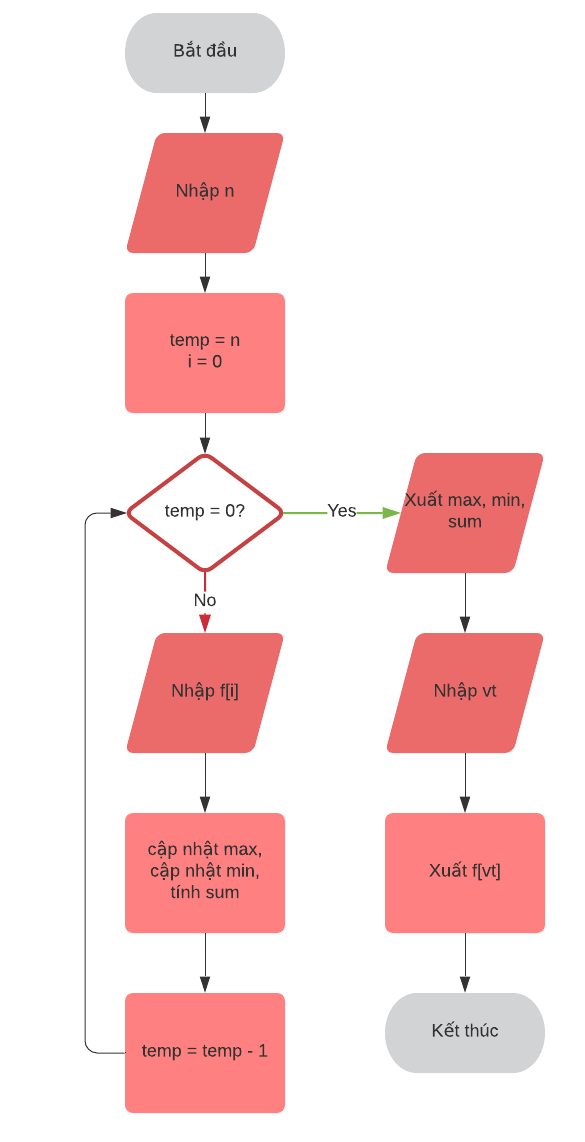 Bắt đầu
Nhập n
temp = n
i = 0
temp = 0?
Yes
No
Nhập f[i]
cập nhật max,
cập nhật min,
tính sum
temp = temp - 1
Xuất max, min,
sum
Nhập vt
Xuất f[vt]
Kết thúc